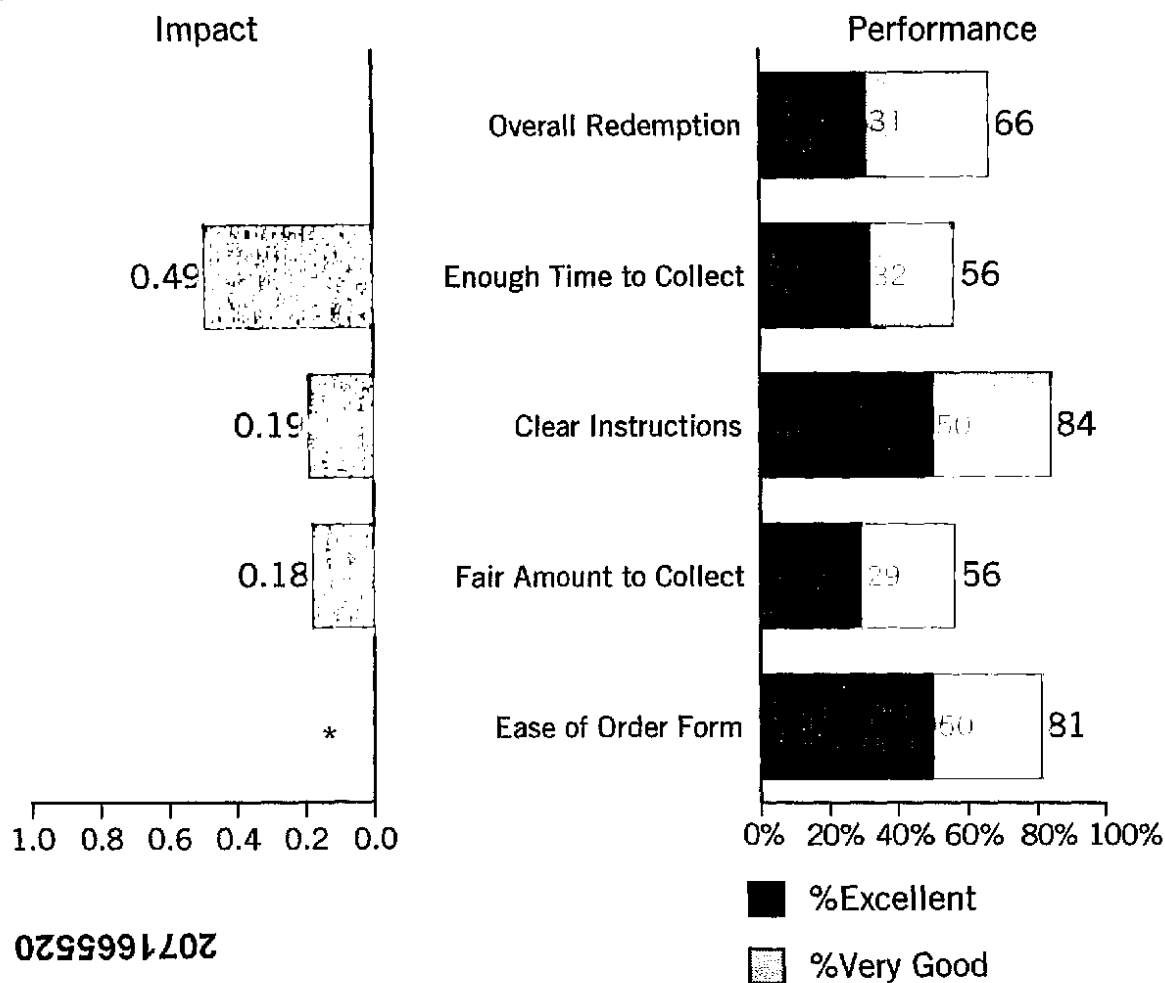 Impact
Performance
Overall Redemption 31 66
0.49 Enough Time to Collect 32 56
0.19 Clear Instructions 50 84
0.18 Fair Amount to Collect 29 56
* Ease of Order Form 50 81
1.0 0.8 0.6 0.4 0.2 0.0
0% 20% 40% 60% 80% 100%
%Excellent
%Very Good
2071665520